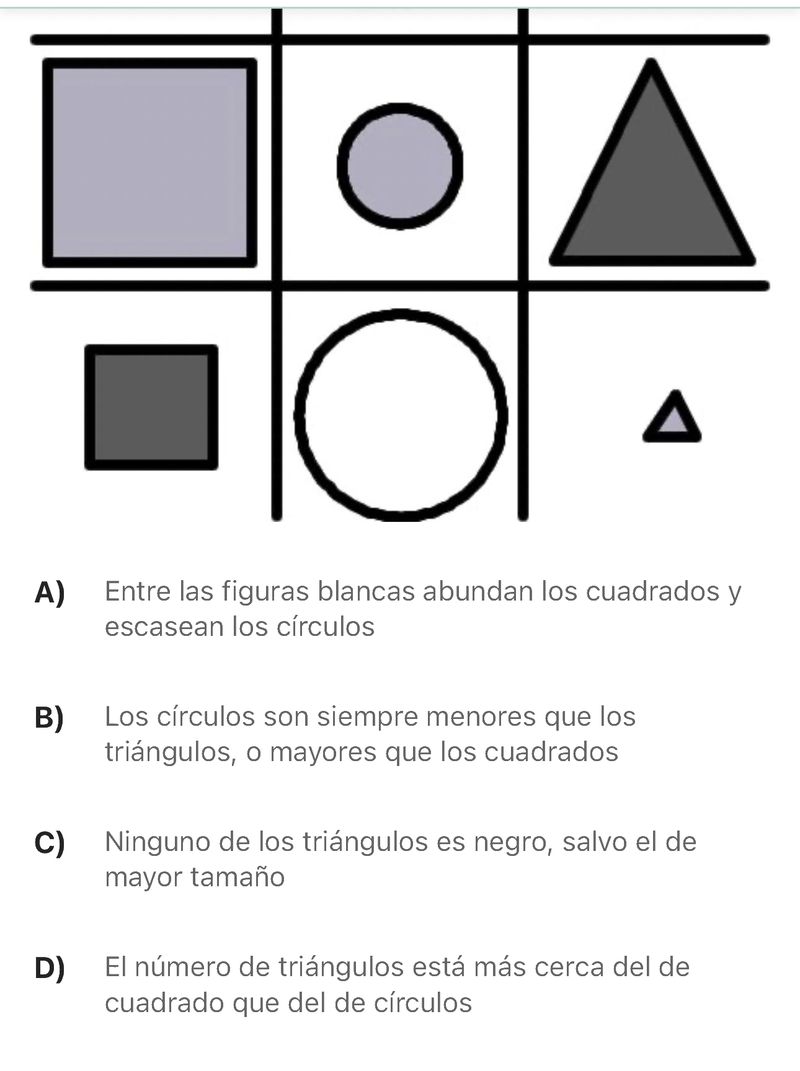 A) Entre las figuras blancas abundan los cuadrados y
escasean los círculos
B) Los círculos son siempre menores que los
triángulos, o mayores que los cuadrados
C) Ninguno de los triángulos es negro, salvo el de
mayor tamaño
D) El número de triángulos está más cerca del de
cuadrado que del de círculos